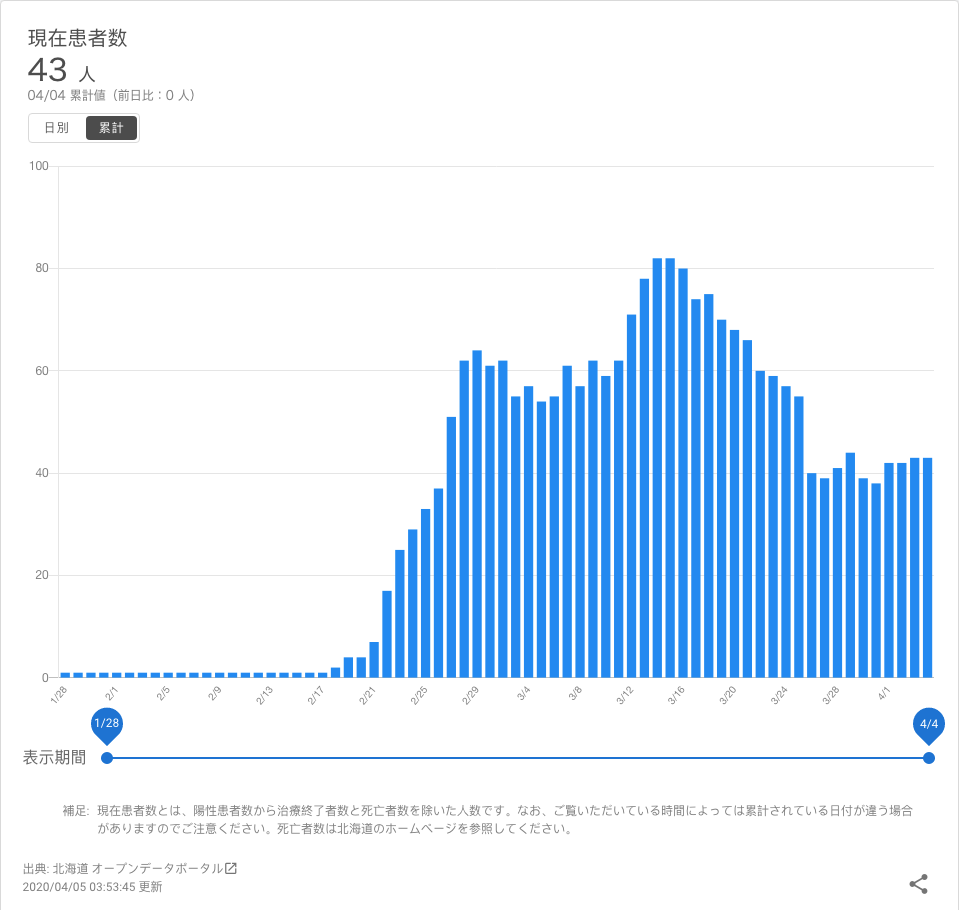 現在患者数
43 人
04/04 累計値（前日比：0 人）
日別 累計
100
80
60
40
20
0
1/28 2/1 2/5 2/9 2/13 2/17 2/21 2/25 2/29 3/4 3/8 3/12 3/16 3/20 3/24 3/28 4/1
1/28 4/4
表示期間
補足: 現在患者数とは、陽性患者数から治療終了者数と死亡者数を除いた人数です。なお、ご覧いただいている時間によっては累計されている日付が違う場合
がありますのでご注意ください。死亡者数は北海道のホームページを参照してください。
出典: 北海道 オープンデータポータル
2020/04/05 03:53:45 更新